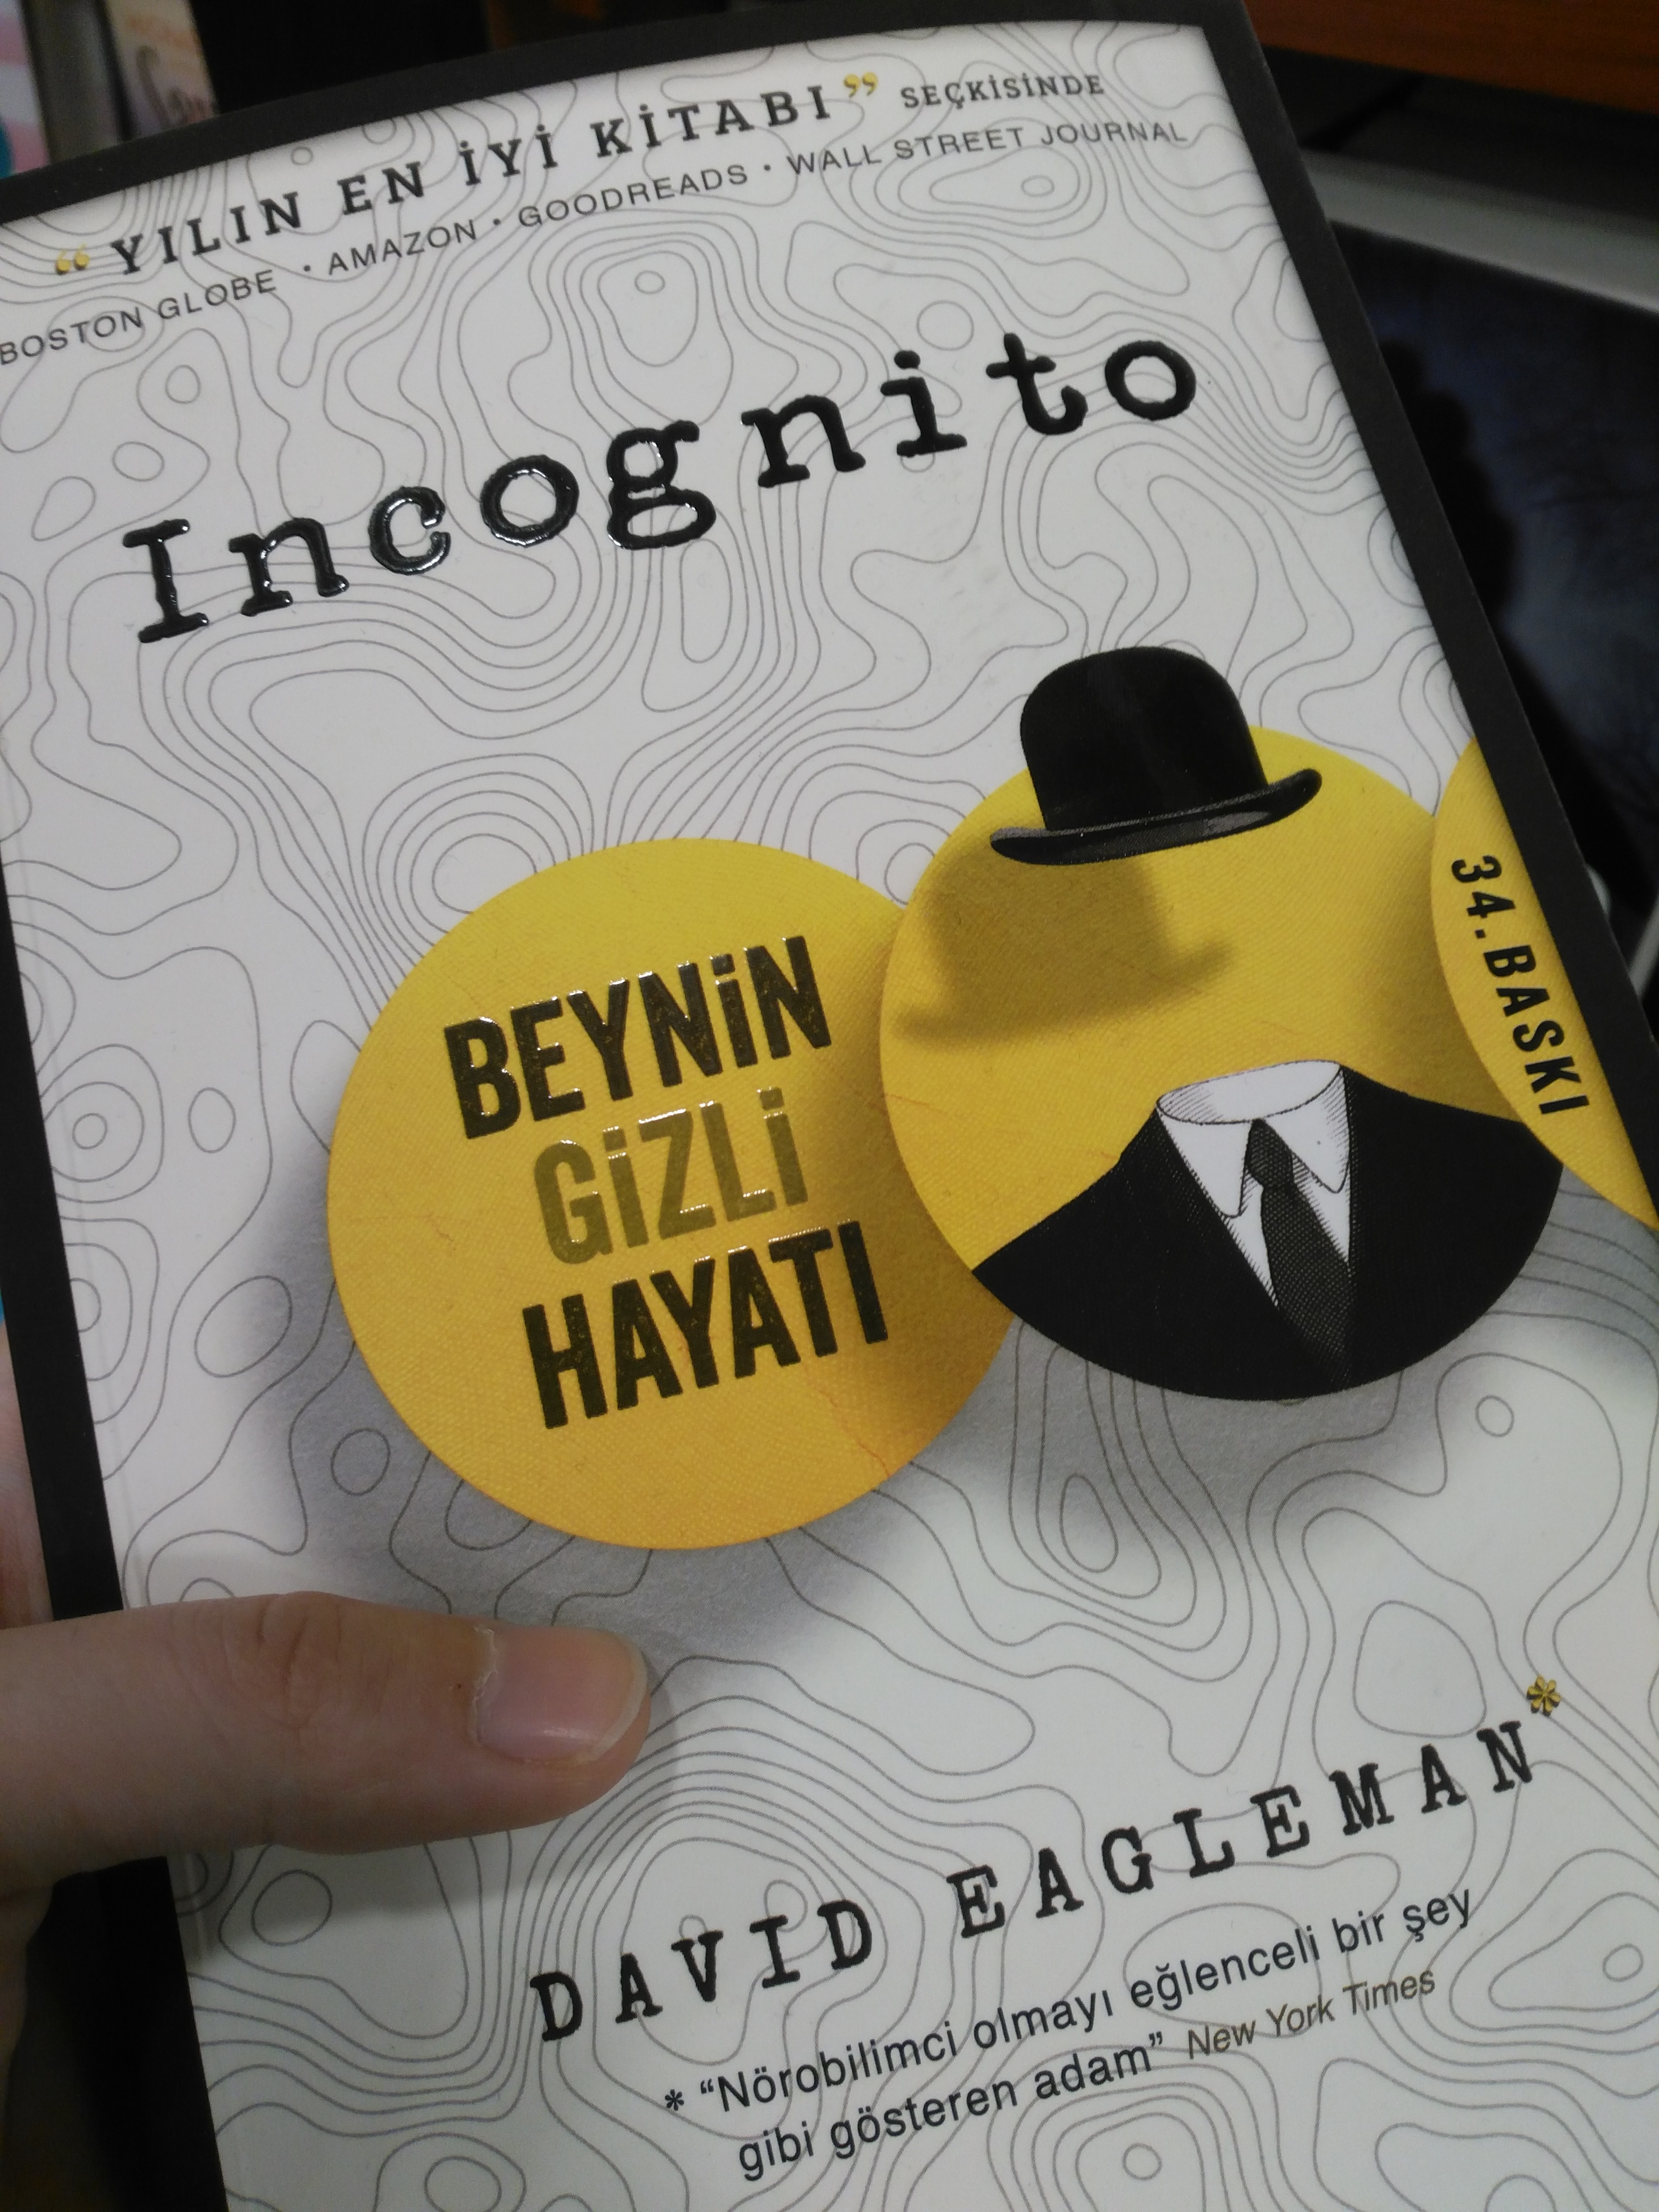 “YILIN EN İYİ KİTABI” SEÇKİSİNDE
BOSTON GLOBE · AMAZON · GOODREADS · WALL STREET JOURNAL
Incognito
BEYNİN
GİZLİ
HAYATI
34. BASKI
DAVID EAGLEMAN*
* “Nörobilimci olmayı eğlenceli bir şey
gibi gösteren adam” New York Times